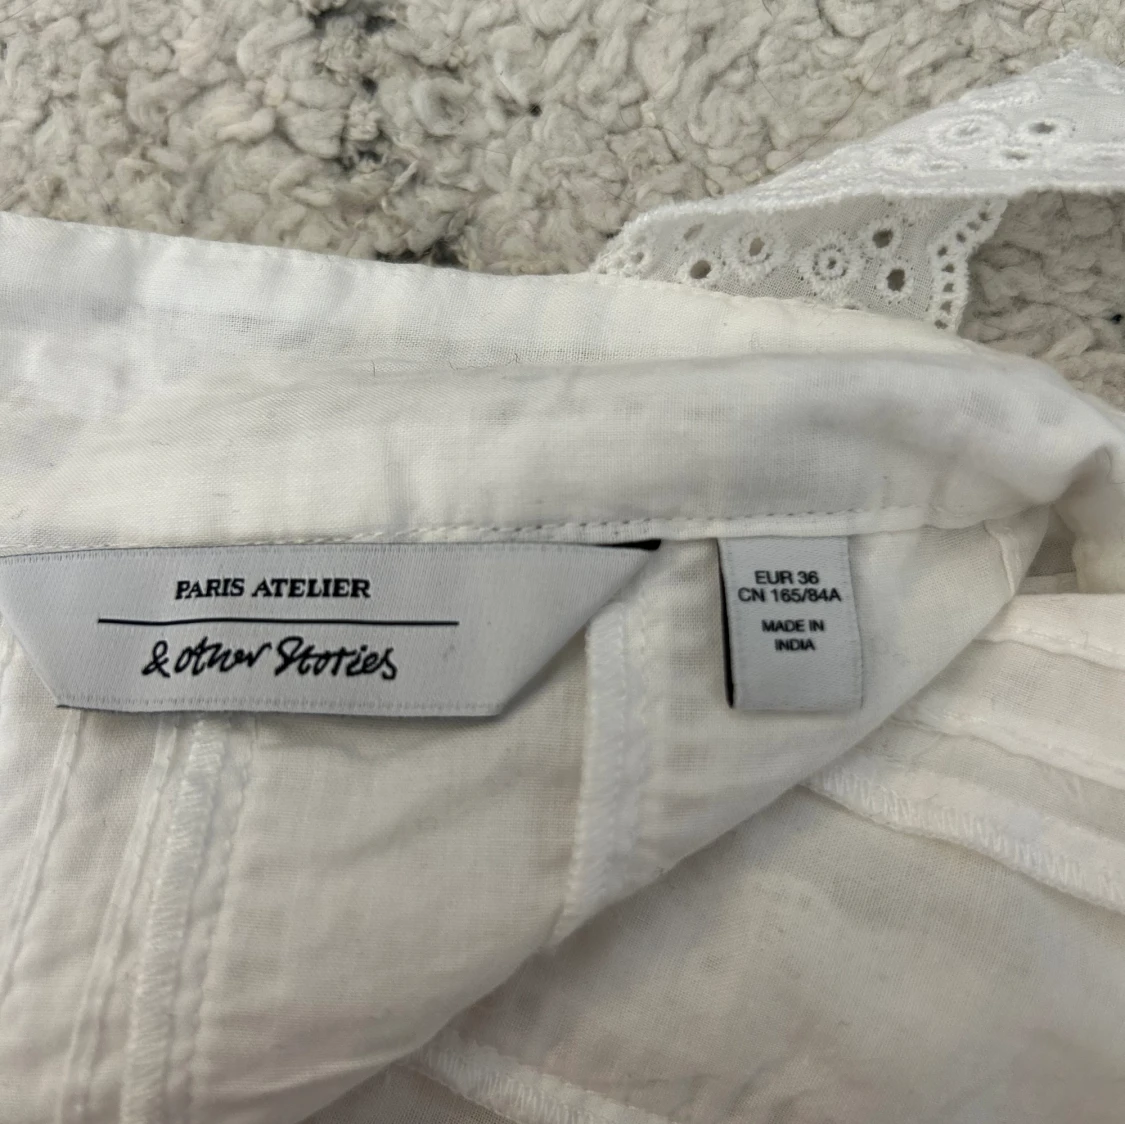 PARIS ATELIER
& other Stories
EUR 36
CN 165/84A
MADE IN
INDIA